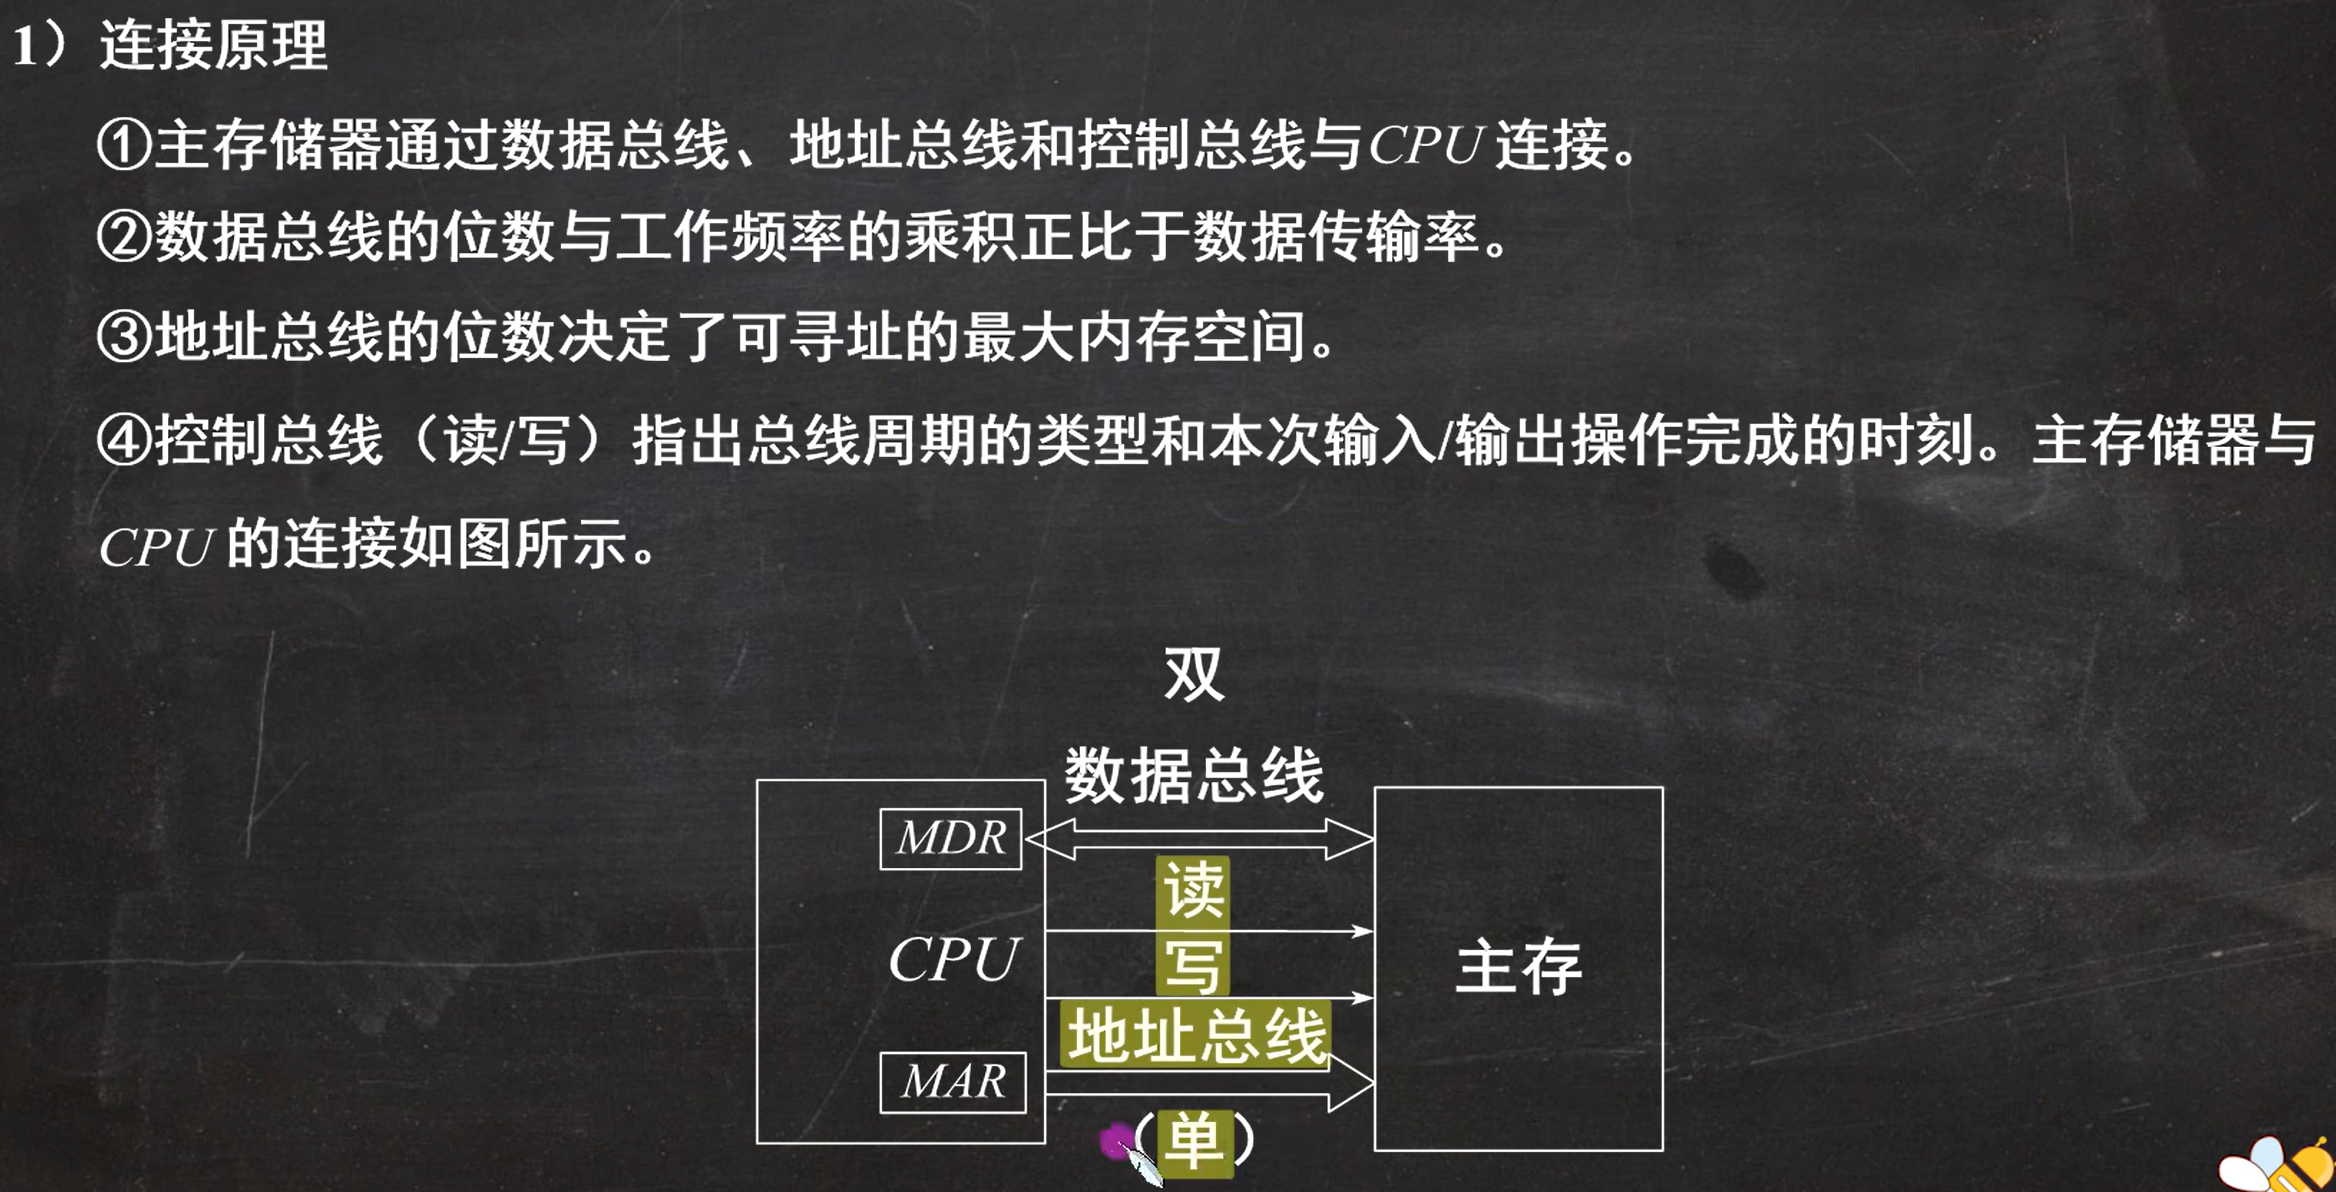 1）连接原理
①主存储器通过数据总线、地址总线和控制总线与CPU连接。
②数据总线的位数与工作频率的乘积正比于数据传输率。
③地址总线的位数决定了可寻址的最大内存空间。
④控制总线（读/写）指出总线周期的类型和本次输入/输出操作完成的时刻。主存储器与
CPU的连接如图所示。
双
数据总线
MDR
读
CPU
写
主存
地址总线
MAR
（单）